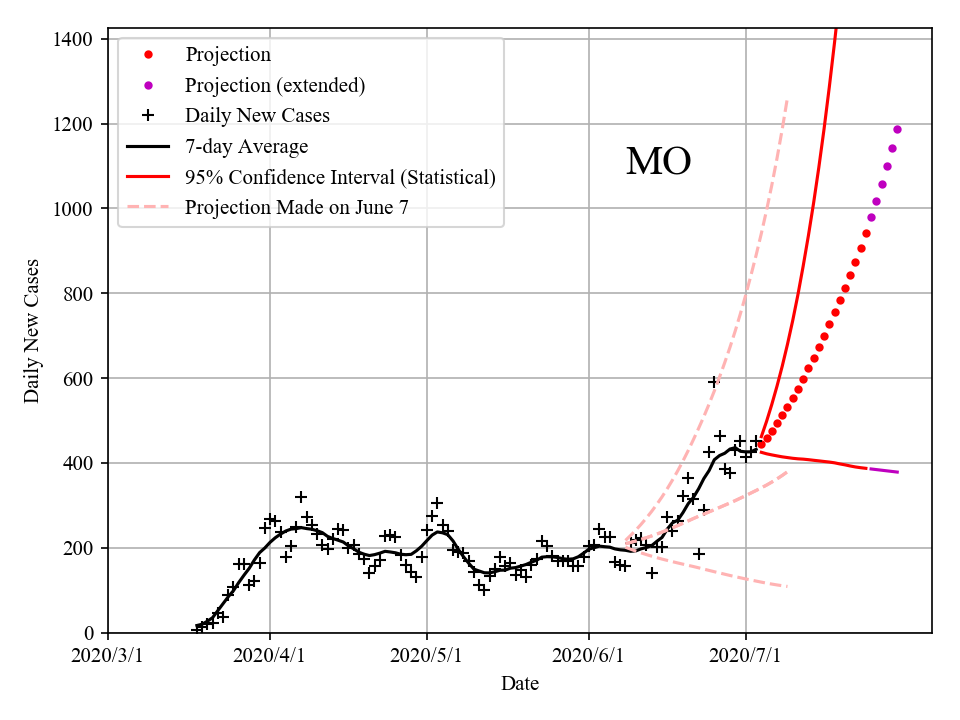 1400
1200
1000
800
600
400
200
0
Daily New Cases
Projection
Projection (extended)
Daily New Cases
7-day Average
95% Confidence Interval (Statistical)
Projection Made on June 7
MO
2020/3/1
2020/4/1
2020/5/1
2020/6/1
2020/7/1
Date